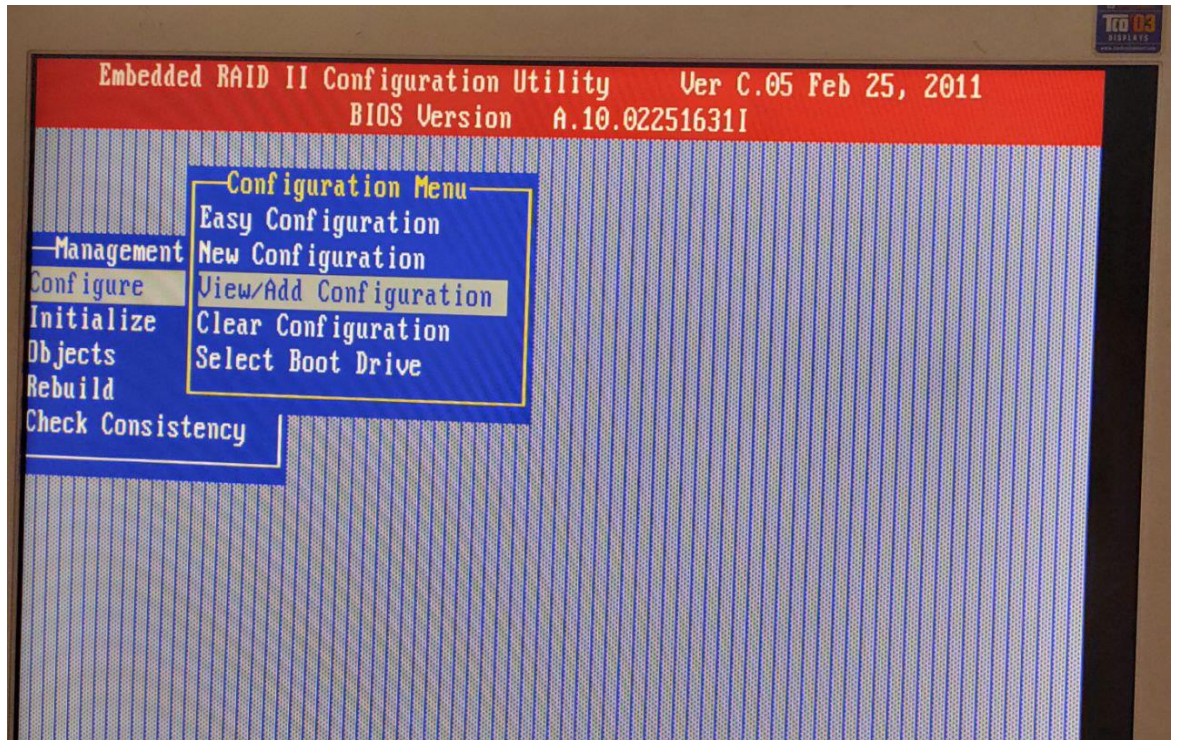 TCO 03
DISPLAYS
Embedded RAID II Configuration Utility Ver C.05 Feb 25, 2011
BIOS Version A.10.02251631I
Configuration Menu
Easy Configuration
New Configuration
View/Add Configuration
Clear Configuration
Select Boot Drive
Management
Configure
Initialize
Objects
Rebuild
Check Consistency